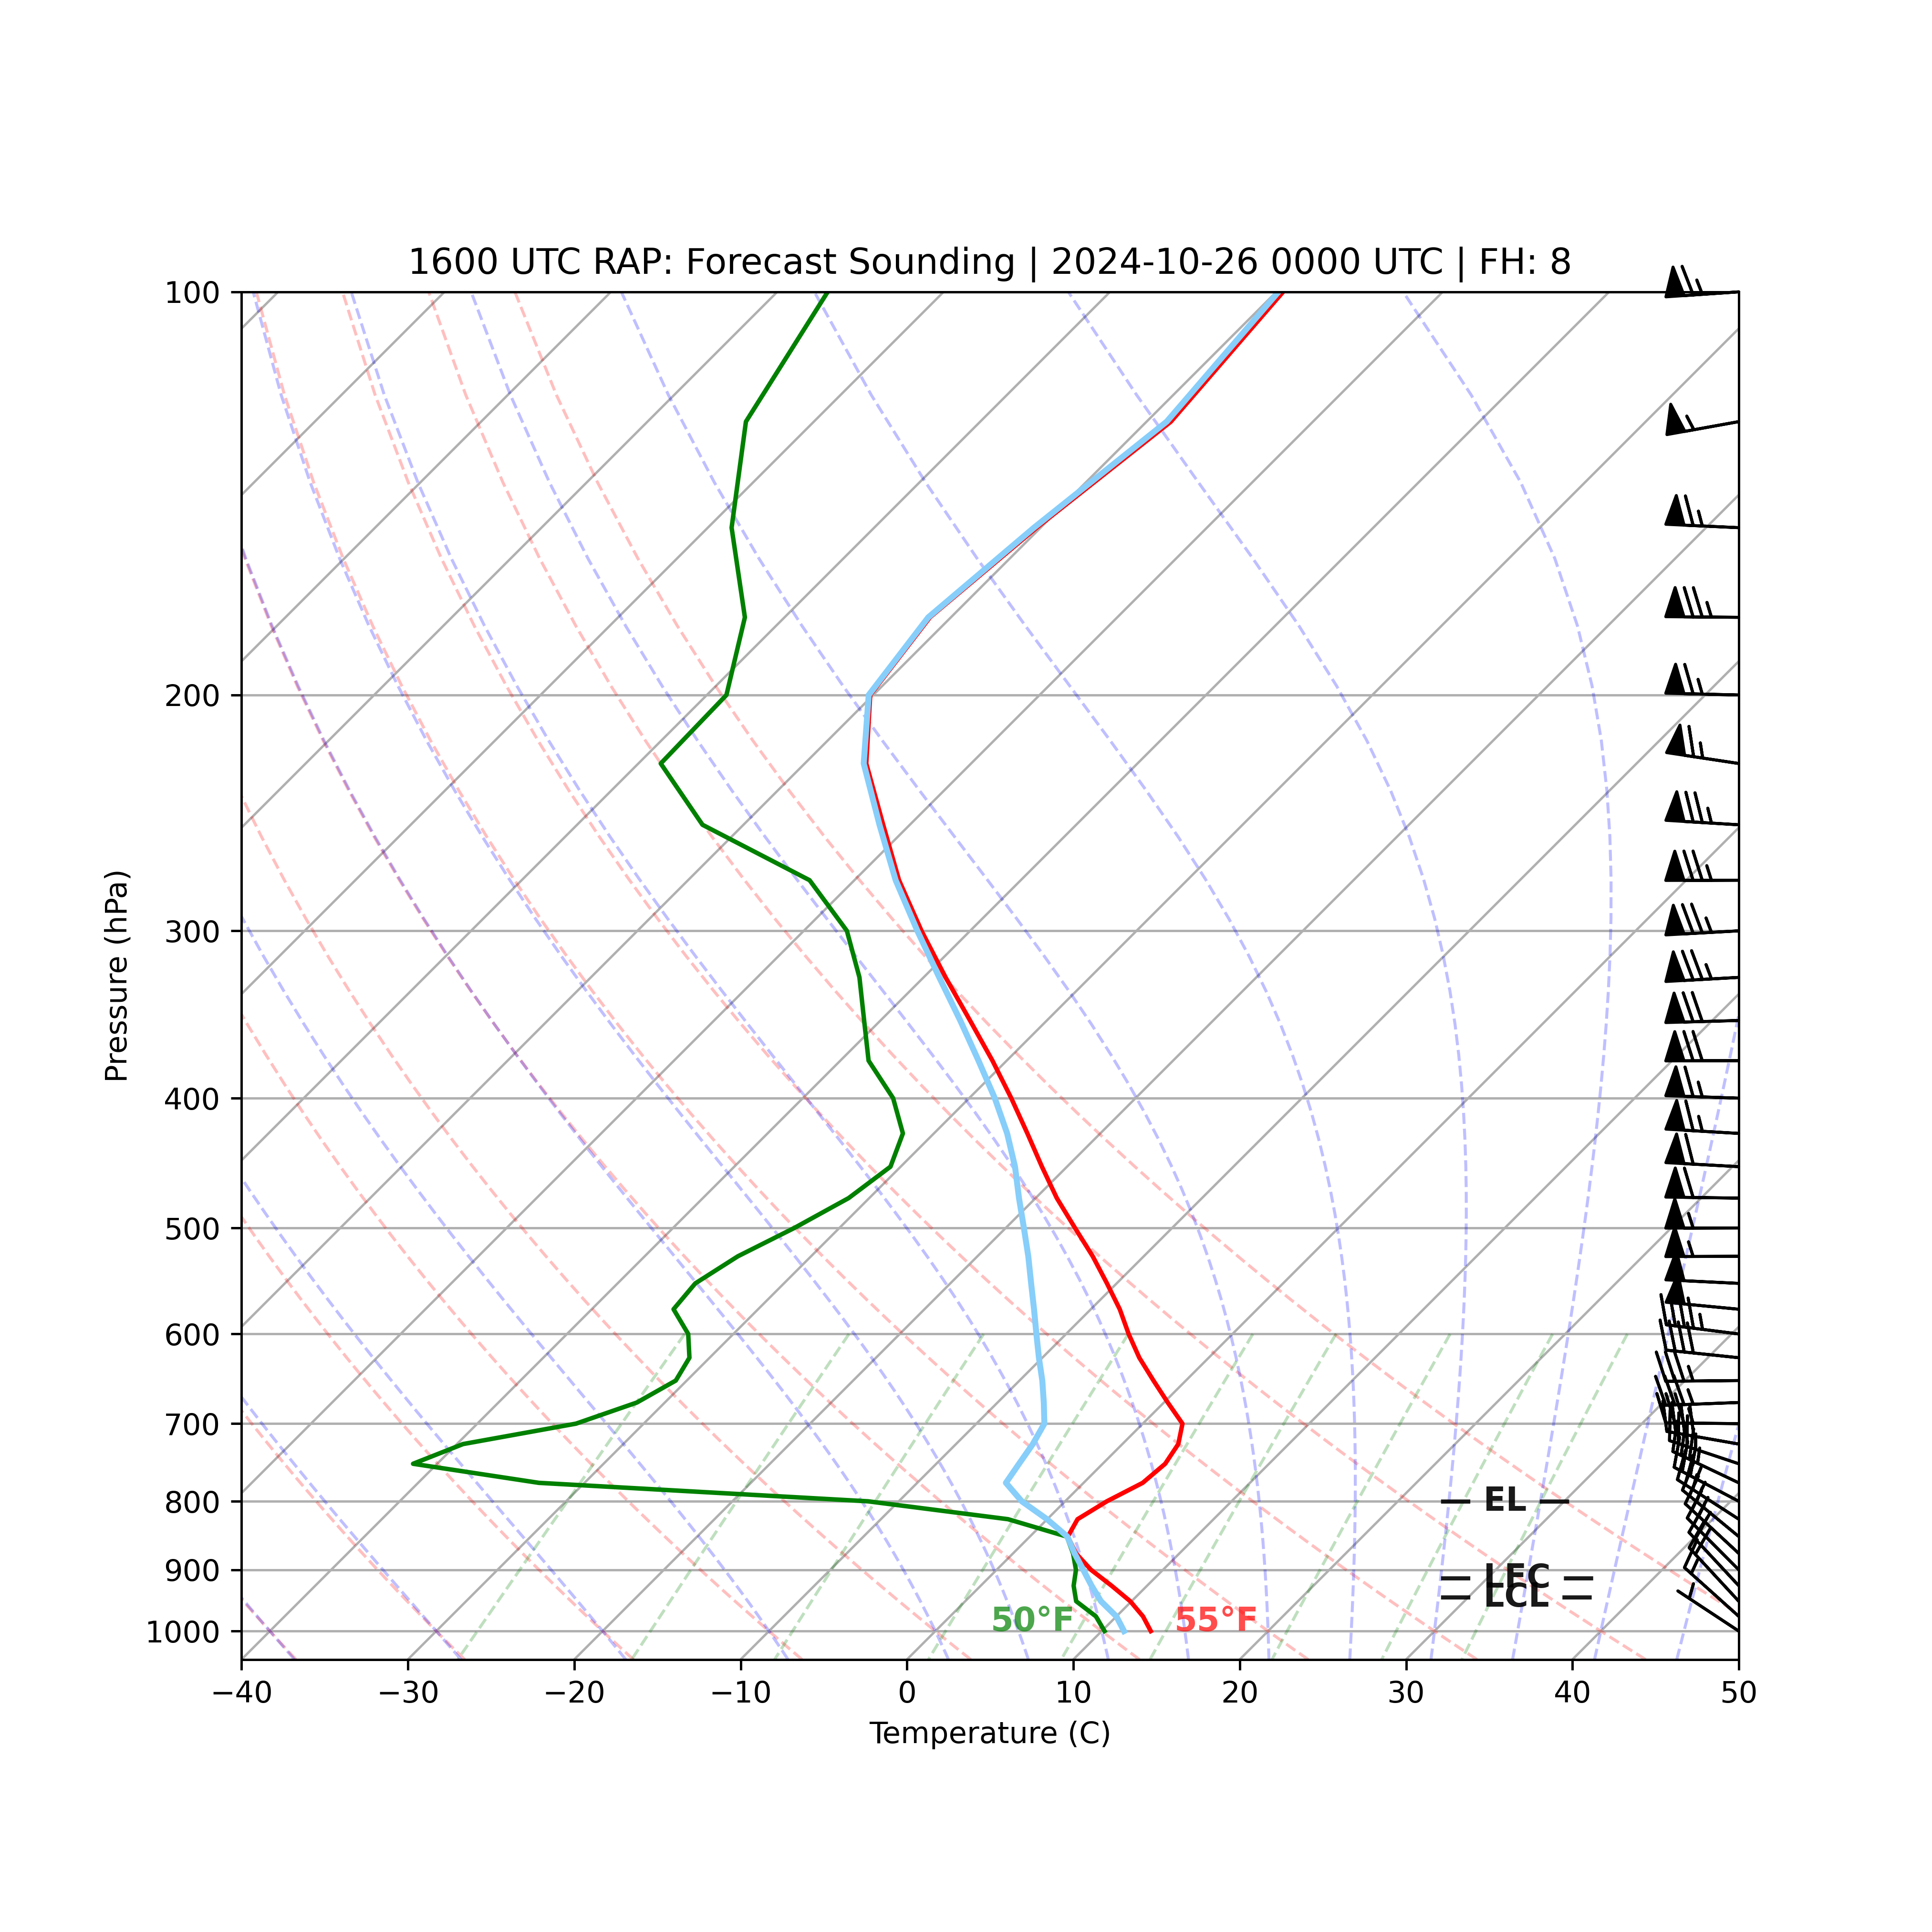 1600 UTC RAP: Forecast Sounding | 2024-10-26 0000 UTC | FH: 8
100
200
300
400
500
600
700
800
900
1000
Pressure (hPa)
EL
LFC
LCL
50°F
55°F
−40
−30
−20
−10
0
10
20
30
40
50
Temperature (C)